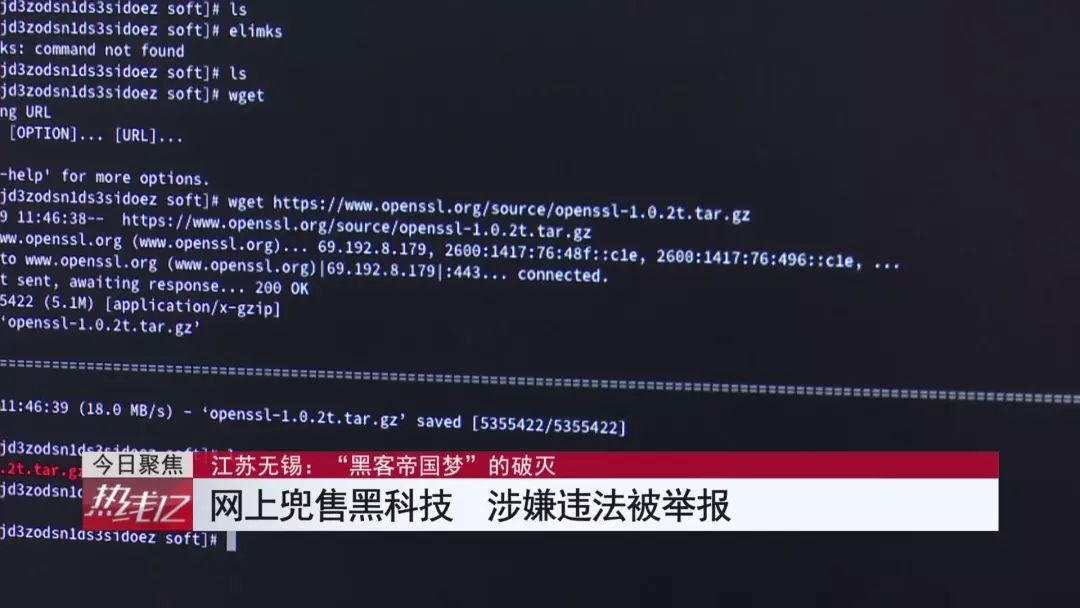 jd3zodsn1ds3sidoez soft]# ls
jd3zodsn1ds3sidoez soft]# elimks
ks: command not found
jd3zodsn1ds3sidoez soft]# ls
jd3zodsn1ds3sidoez soft]# wget
ng URL
[OPTION]... [URL]...
-help' for more options.
jd3zodsn1ds3sidoez soft]# wget https://www.openssl.org/source/openssl-1.0.2t.tar.gz
9 11:46:38-- https://www.openssl.org/source/openssl-1.0.2t.tar.gz
ww.openssl.org (www.openssl.org)... 69.192.8.179, 2600:1417:76:48f::c1e, 2600:1417:76:496::c1e, ...
to www.openssl.org (www.openssl.org)|69.192.8.179|:443... connected.
t sent, awaiting response... 200 OK
5422 (5.1M) [application/x-gzip]
‘openssl-1.0.2t.tar.gz’
11:46:39 (18.0 MB/s) - ‘openssl-1.0.2t.tar.gz’ saved [5355422/5355422]
.2t.tar.gz
今日聚焦 江苏无锡：“黑客帝国梦”的破灭
热线12
网上兜售黑科技 涉嫌违法被举报
jd3zodsn1ds3sidoez soft]#